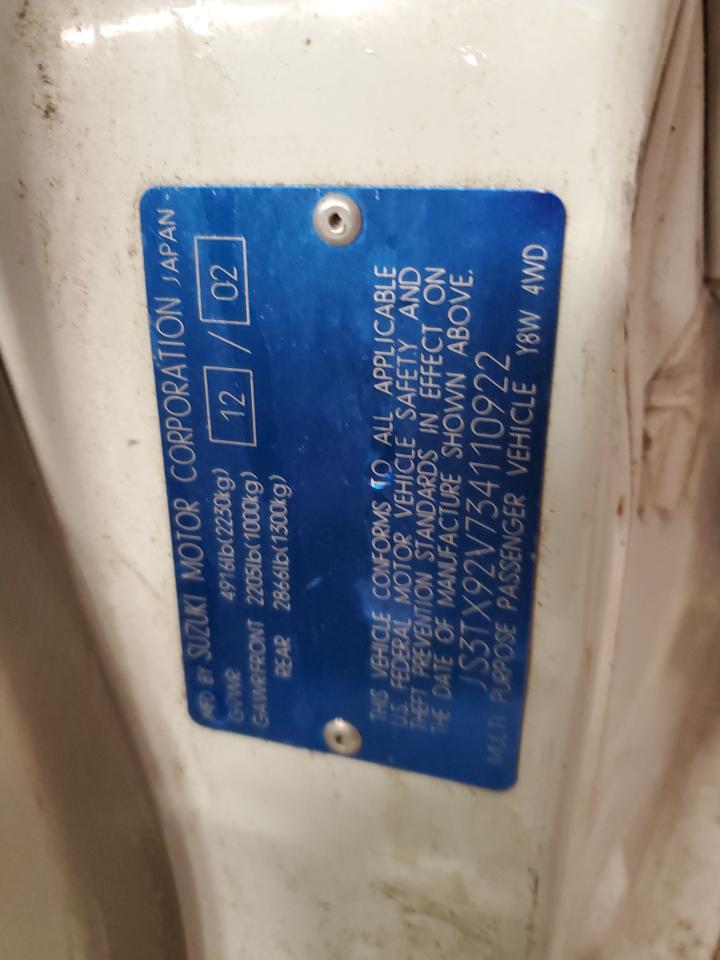 MFD BY SUZUKI MOTOR CORPORATION JAPAN
GVWR 4916lb(2230kg)
12 / 02
GAWRFRONT 2205lb(1000kg)
REAR 2866lb(1300kg)
THIS VEHICLE CONFORMS TO ALL APPLICABLE
U.S. FEDERAL MOTOR VEHICLE SAFETY AND
THEFT PREVENTION STANDARDS IN EFFECT ON
THE DATE OF MANUFACTURE SHOWN ABOVE.
JS3TX92V734110922
MULTI PURPOSE PASSENGER VEHICLE Y8W 4WD